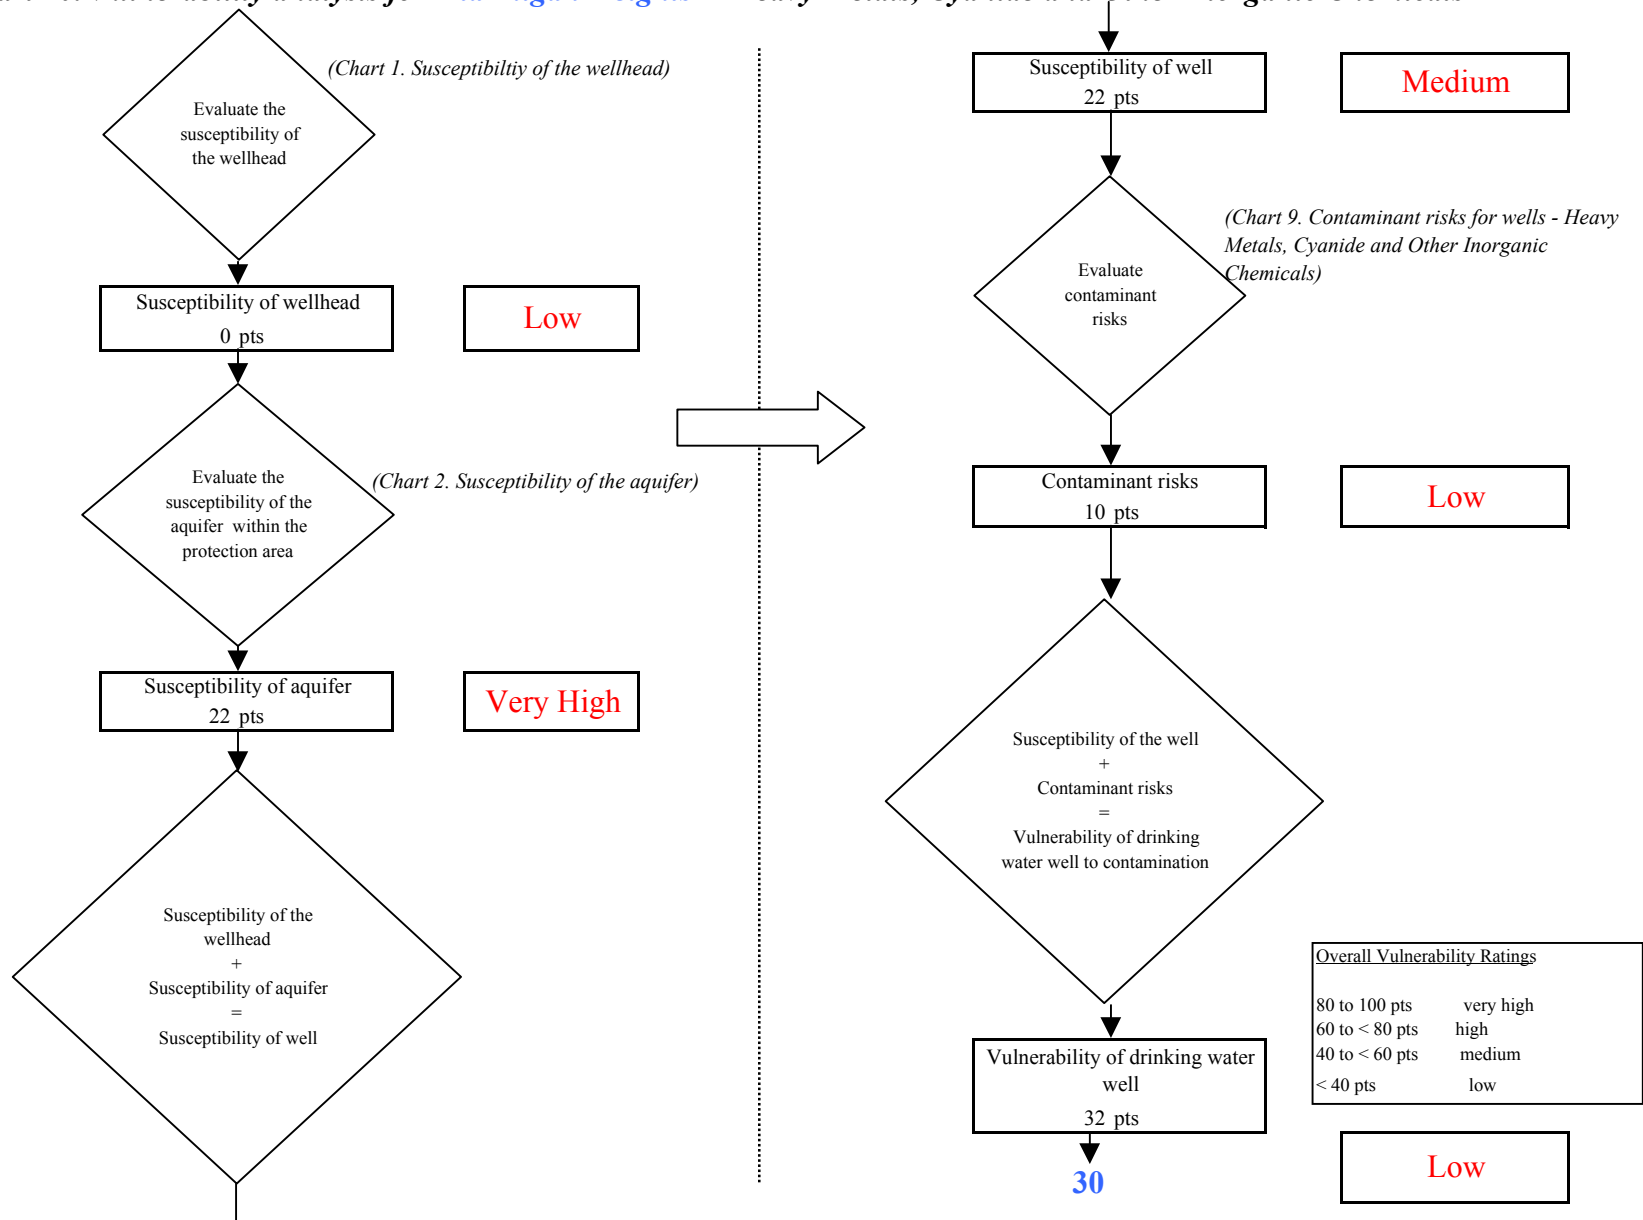 (Chart 1. Susceptibiltiy of the wellhead)
Evaluate the
susceptibility of
the wellhead
Susceptibility of wellhead
0 pts
Low
Evaluate the
susceptibility of the
aquifer within the
protection area
(Chart 2. Susceptibility of the aquifer)
Susceptibility of aquifer
22 pts
Very High
Susceptibility of the
wellhead
+
Susceptibility of aquifer
=
Susceptibility of well
Susceptibility of well
22 pts
Medium
Evaluate
contaminant
risks
(Chart 9. Contaminant risks for wells - Heavy
Metals, Cyanide and Other Inorganic
Chemicals)
Contaminant risks
10 pts
Low
Susceptibility of the well
+
Contaminant risks
=
Vulnerability of drinking
water well to contamination
Vulnerability of drinking water
well
32 pts
30
Overall Vulnerability Ratings
80 to 100 pts very high
60 to < 80 pts high
40 to < 60 pts medium
< 40 pts low
Low